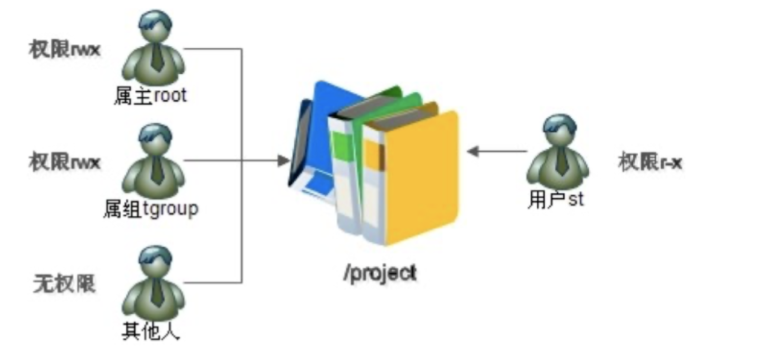 权限rwx
属主root
权限rwx
属组tgroup
无权限
其他人
/project
用户st
权限r-x